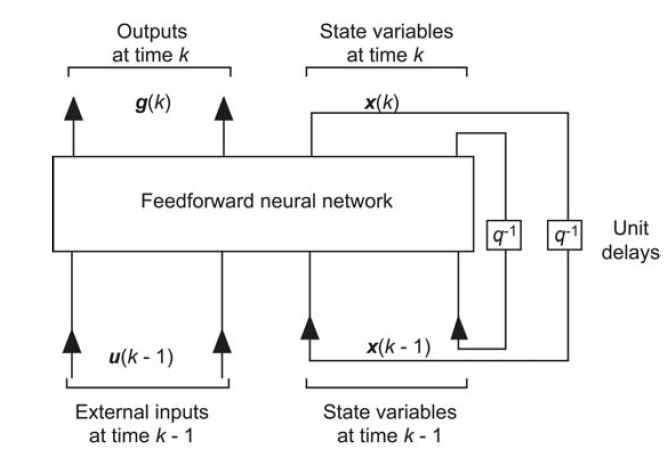 Outputs
at time k
State variables
at time k
g(k)
x(k)
Feedforward neural network
q-1
q-1
Unit
delays
u(k - 1)
x(k - 1)
External inputs
at time k - 1
State variables
at time k - 1